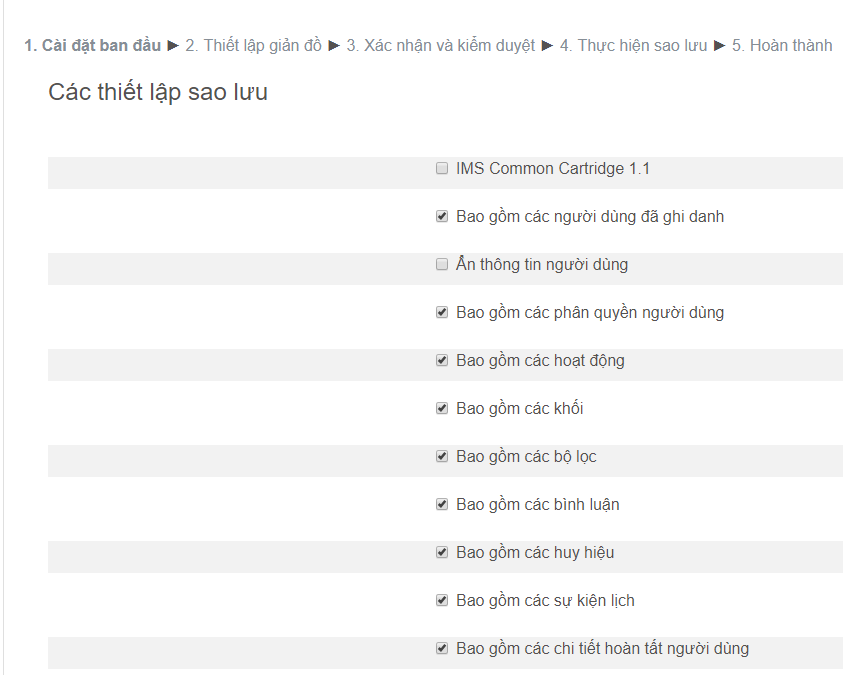 1. Cài đặt ban đầu ► 2. Thiết lập giản đồ ► 3. Xác nhận và kiểm duyệt ► 4. Thực hiện sao lưu ► 5. Hoàn thành
Các thiết lập sao lưu
IMS Common Cartridge 1.1
Bao gồm các người dùng đã ghi danh
Ẩn thông tin người dùng
Bao gồm các phân quyền người dùng
Bao gồm các hoạt động
Bao gồm các khối
Bao gồm các bộ lọc
Bao gồm các bình luận
Bao gồm các huy hiệu
Bao gồm các sự kiện lịch
Bao gồm các chi tiết hoàn tất người dùng